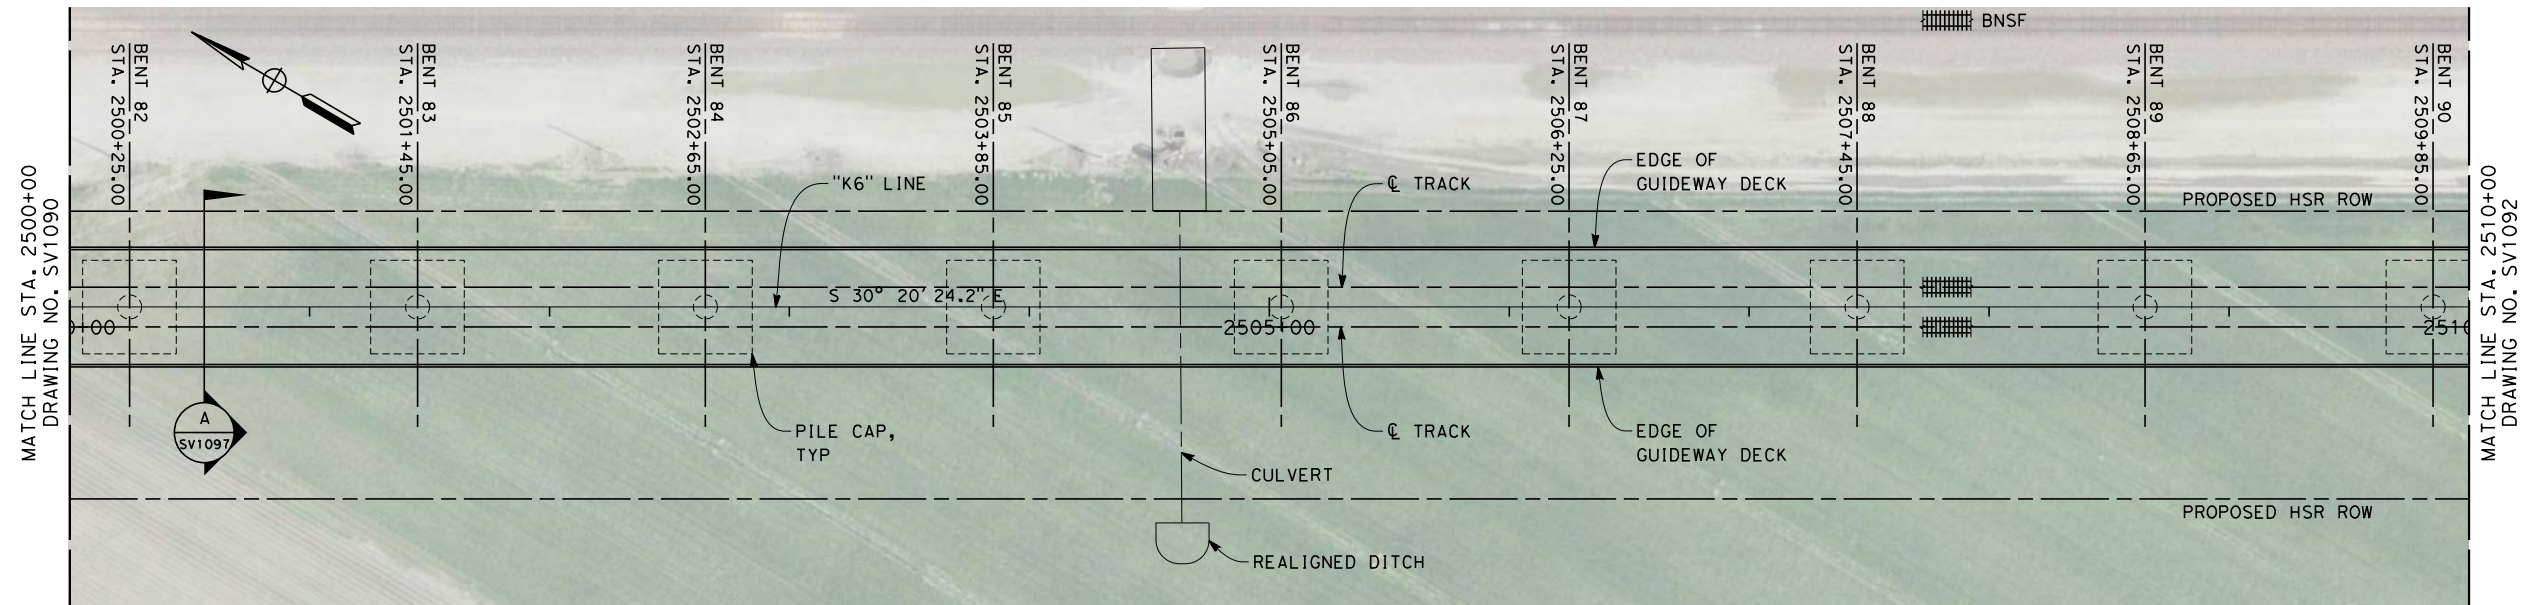 BNSF
BENT 82
STA. 2500+25.00
BENT 83
STA. 2501+45.00
BENT 84
STA. 2502+65.00
BENT 85
STA. 2503+85.00
BENT 86
STA. 2505+05.00
BENT 87
STA. 2506+25.00
BENT 88
STA. 2507+45.00
BENT 89
STA. 2508+65.00
BENT 90
STA. 2509+85.00
MATCH LINE STA. 2500+00
DRAWING NO. SV1090
"K6" LINE
℄ TRACK
EDGE OF
GUIDEWAY DECK
PROPOSED HSR ROW
S 30° 20' 24.2" E
0+00
2505+00
2510
A
SV1097
PILE CAP,
TYP
℄ TRACK
EDGE OF
GUIDEWAY DECK
CULVERT
PROPOSED HSR ROW
REALIGNED DITCH
MATCH LINE STA. 2510+00
DRAWING NO. SV1092